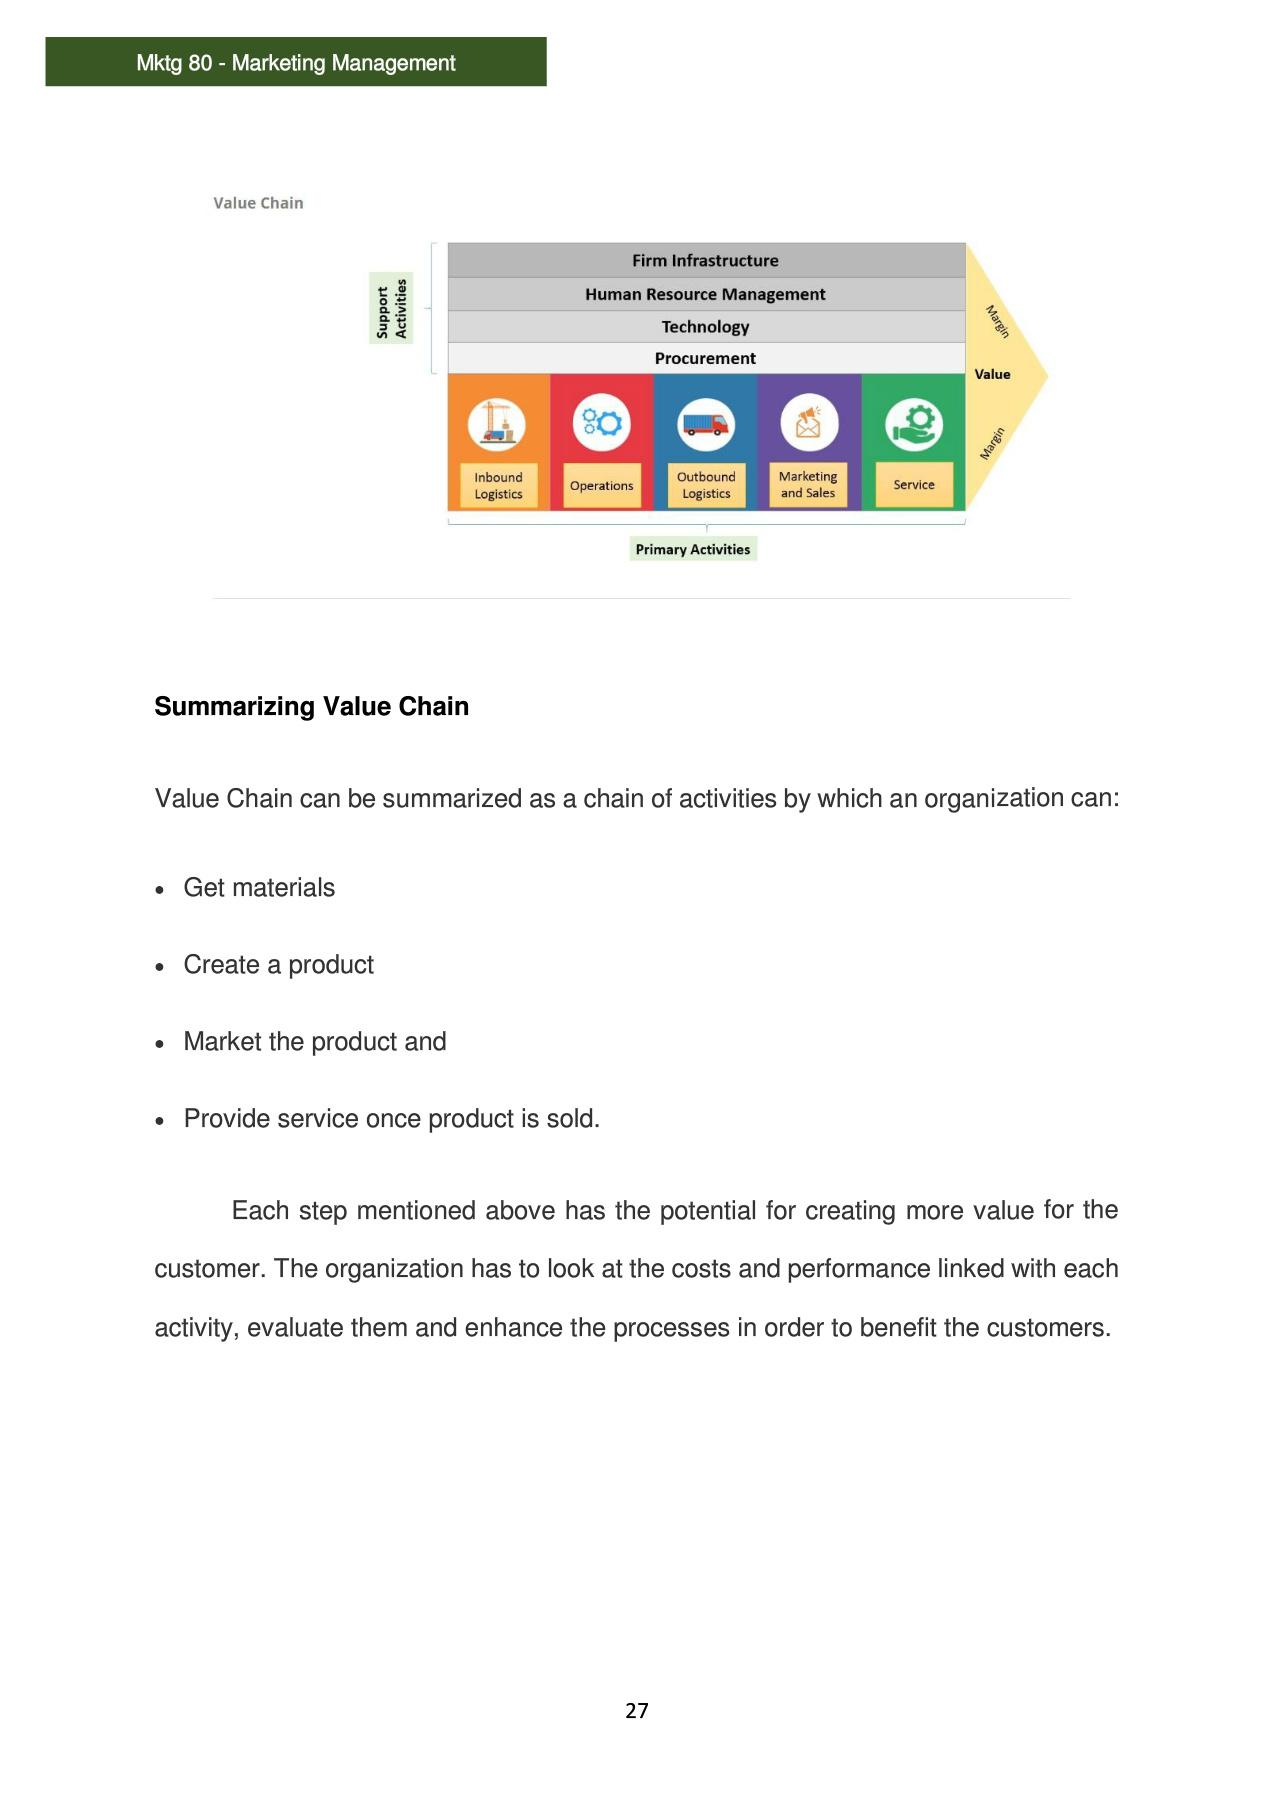 Mktg 80 - Marketing Management
Value Chain
Support
Activities
Firm Infrastructure
Human Resource Management
Technology
Procurement
Margin
Value
Margin
Inbound
Logistics
Operations
Outbound
Logistics
Marketing
and Sales
Service
Primary Activities
Summarizing Value Chain
Value Chain can be summarized as a chain of activities by which an organization can:
• Get materials
• Create a product
• Market the product and
• Provide service once product is sold.
Each step mentioned above has the potential for creating more value for the
customer. The organization has to look at the costs and performance linked with each
activity, evaluate them and enhance the processes in order to benefit the customers.
27